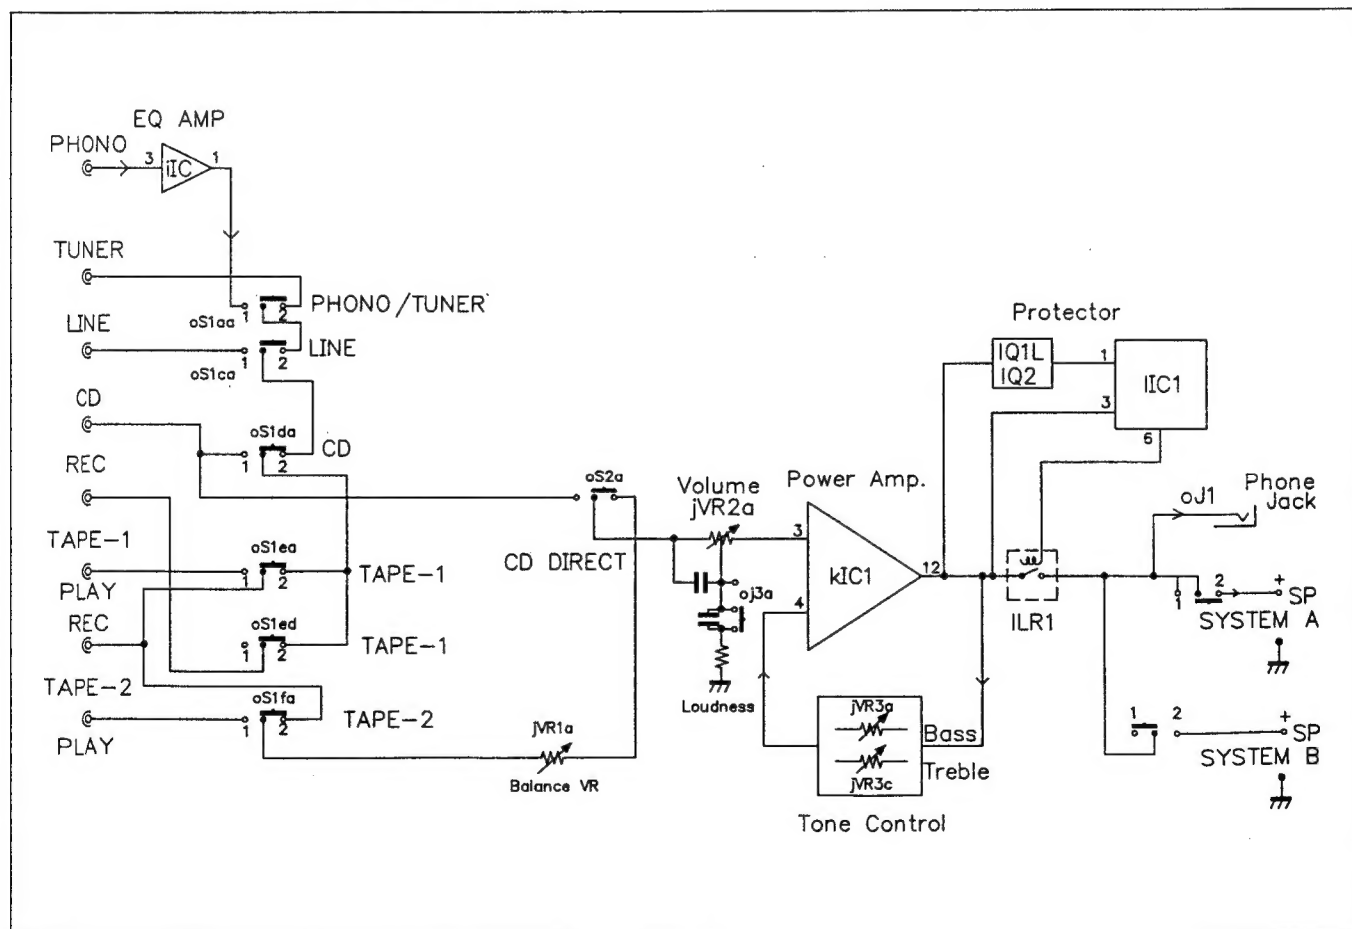 EQ AMP
PHONO
3
iIC
1
TUNER
PHONO/TUNER
oS1aa
1
2
LINE
LINE
1
2
oS1ca
CD
oS1da
CD
1
2
REC
oS2a
Volume
jVR2a
Power Amp.
Protector
IQ1L
IQ2
1
IIC1
3
6
oJ1
Phone
Jack
TAPE-1
oS1ea
TAPE-1
1
2
PLAY
CD DIRECT
3
kIC1
12
4
oj3a
ILR1
1
2
+
SP
SYSTEM A
REC
oS1ed
TAPE-1
1
2
Loudness
TAPE-2
oS1fa
TAPE-2
1
2
PLAY
jVR1a
Balance VR
jVR3a
Bass
Treble
jVR3c
Tone Control
1
2
+
SP
SYSTEM B